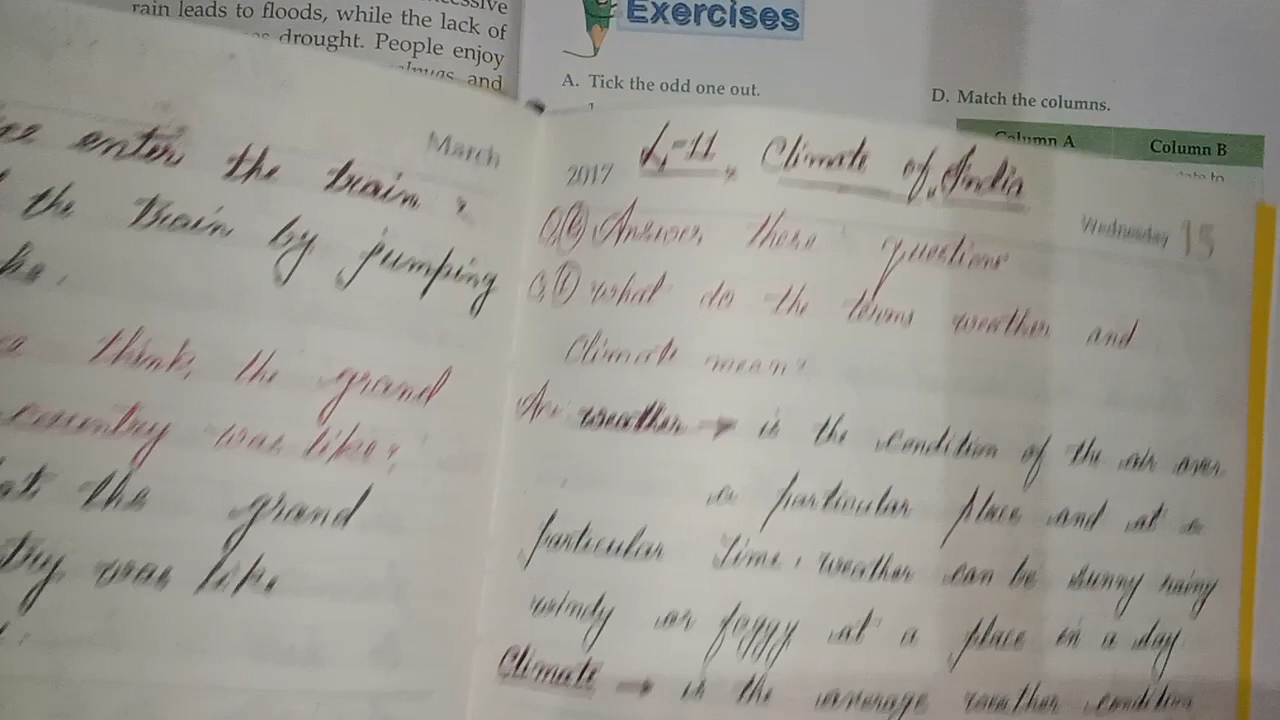 rain leads to floods, while the lack of
drought. People enjoy
and
Exercises
A. Tick the odd one out.
1
D. Match the columns.
Column A
Column B
March
enter the train ?
the Train by jumping
think, the grand
country was like?
the grand
was like
2017
L-11, Climate of India
Wednesday 15
Q.(C) Answer these questions
Q.(1) what do the terms weather and
Climate mean?
weather → is the condition of the air over
a particular place and at a
particular Time. weather can be sunny rainy
windy or foggy at a place in a day
Climate → is the average weather condition